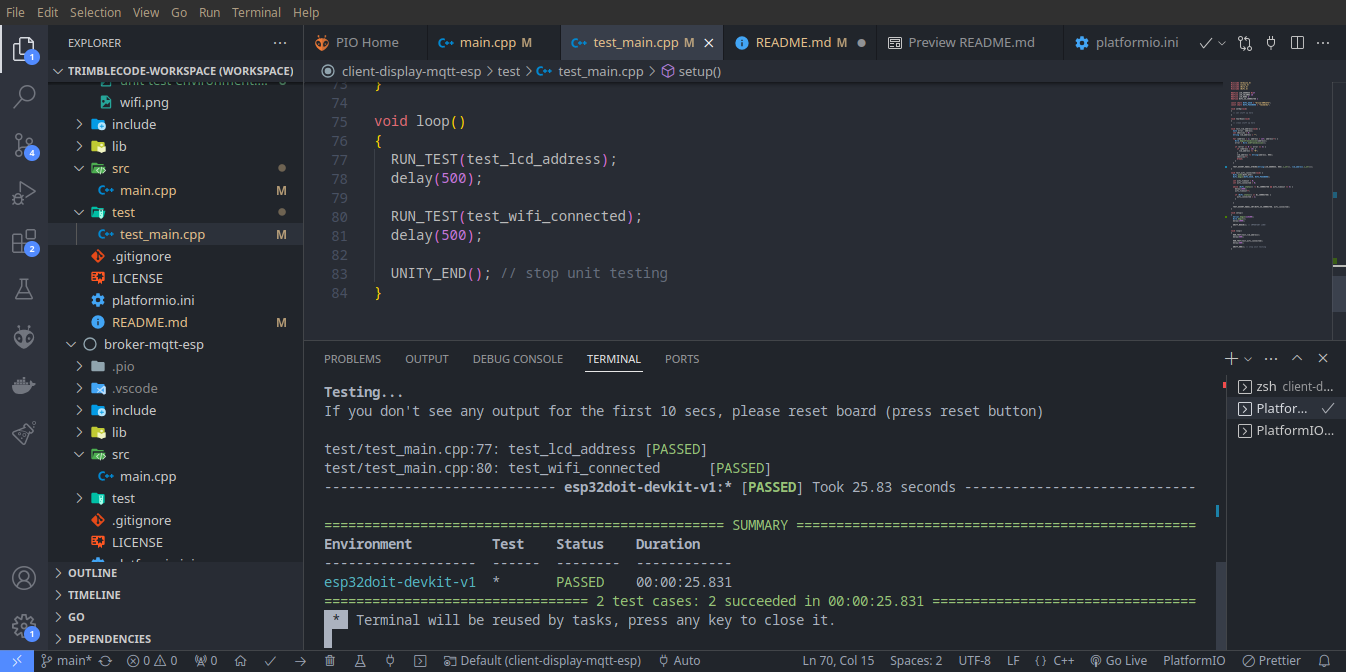 File Edit Selection View Go Run Terminal Help
EXPLORER
PIO Home
main.cpp M
test_main.cpp M
README.md M
Preview README.md
platformio.ini
TRIMBLECODE-WORKSPACE (WORKSPACE)
client-display-mqtt-esp > test > test_main.cpp > setup()
wifi.png
include
lib
src
main.cpp M
test
test_main.cpp M
.gitignore
LICENSE
platformio.ini
README.md M
broker-mqtt-esp
.pio
.vscode
include
lib
src
main.cpp
test
.gitignore
LICENSE
OUTLINE
TIMELINE
GO
DEPENDENCIES
1
4
2
1
73 }
74
75 void loop()
76 {
77 RUN_TEST(test_lcd_address);
78 delay(500);
79
80 RUN_TEST(test_wifi_connected);
81 delay(500);
82
83 UNITY_END(); // stop unit testing
84 }
PROBLEMS OUTPUT DEBUG CONSOLE TERMINAL PORTS
Testing...
If you don't see any output for the first 10 secs, please reset board (press reset button)
test/test_main.cpp:77: test_lcd_address [PASSED]
test/test_main.cpp:80: test_wifi_connected [PASSED]
----------------------------- esp32doit-devkit-v1:* [PASSED] Took 25.83 seconds -----------------------------
================================================== SUMMARY ==================================================
Environment Test Status Duration
------------------- ------ -------- ------------
esp32doit-devkit-v1 * PASSED 00:00:25.831
================================= 2 test cases: 2 succeeded in 00:00:25.831 =================================
* Terminal will be reused by tasks, press any key to close it.
zsh client-d...
Platfor...
PlatformIO...
main* 0 0 0 Default (client-display-mqtt-esp) Auto Ln 70, Col 15 Spaces: 2 UTF-8 LF {} C++ Go Live PlatformIO Prettier